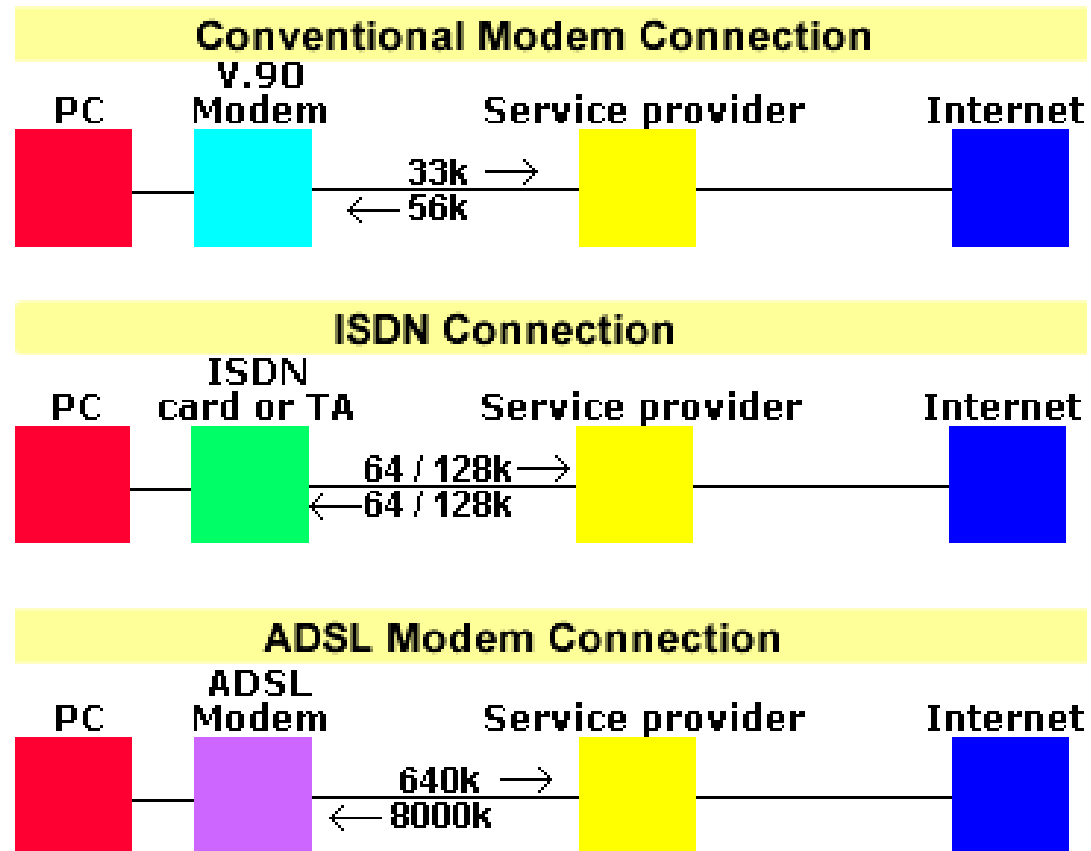 Conventional Modem Connection
V.90
PC Modem Service provider Internet
33k
56k
ISDN Connection
ISDN
PC card or TA Service provider Internet
64 / 128k
64 / 128k
ADSL Modem Connection
ADSL
PC Modem Service provider Internet
640k
8000k